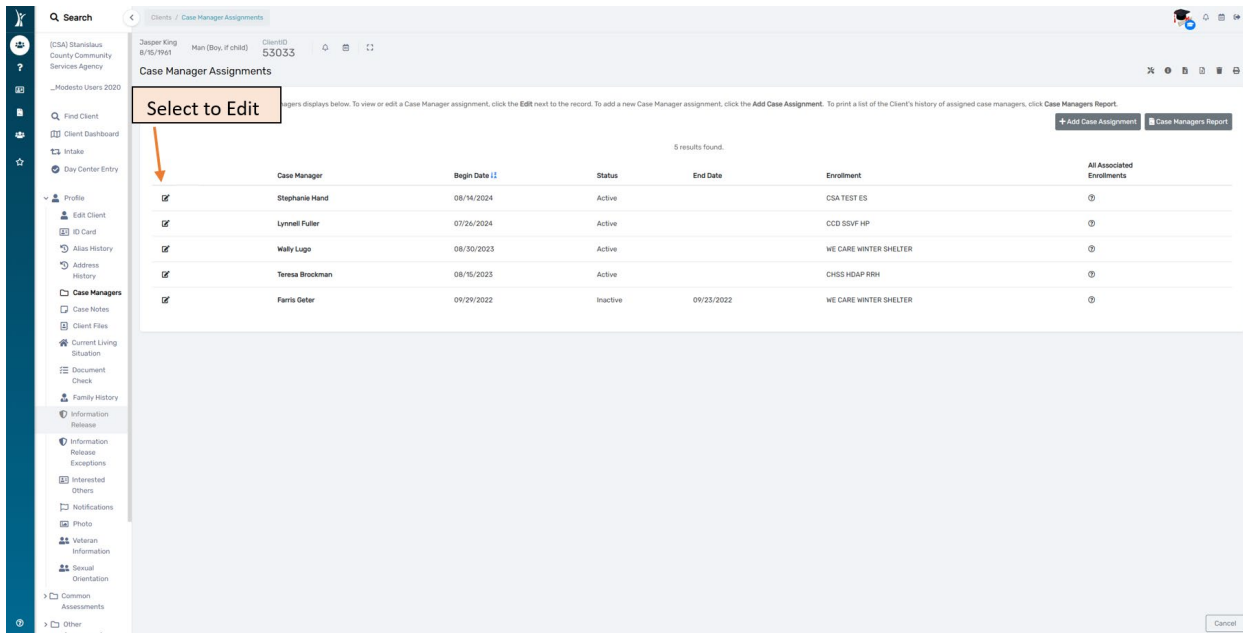 Search
Clients / Case Manager Assignments
(CSA) Stanislaus
County Community
Services Agency
_Modesto Users 2020
Find Client
Client Dashboard
Intake
Day Center Entry
Profile
Edit Client
ID Card
Alias History
Address
History
Case Managers
Case Notes
Client Files
Current Living
Situation
Document
Check
Family History
Information
Release
Information
Release
Exceptions
Interested
Others
Notifications
Photo
Veteran
Information
Sexual
Orientation
Common
Assessments
Other
Jasper King
8/15/1961
Man (Boy, if child)
ClientID
53033
Case Manager Assignments
Select to Edit
nagers displays below. To view or edit a Case Manager assignment, click the Edit next to the record. To add a new Case Manager assignment, click the Add Case Assignment. To print a list of the Client's history of assigned case managers, click Case Managers Report.
+ Add Case Assignment Case Managers Report
5 results found.
Case Manager Begin Date Status End Date Enrollment All Associated
Enrollments
Stephanie Hand 08/14/2024 Active CSA TEST ES
Lynnell Fuller 07/26/2024 Active CCD SSVF HP
Wally Lugo 08/30/2023 Active WE CARE WINTER SHELTER
Teresa Brockman 08/15/2023 Active CHSS HDAP RRH
Farris Geter 09/29/2022 Inactive 09/23/2022 WE CARE WINTER SHELTER
Cancel